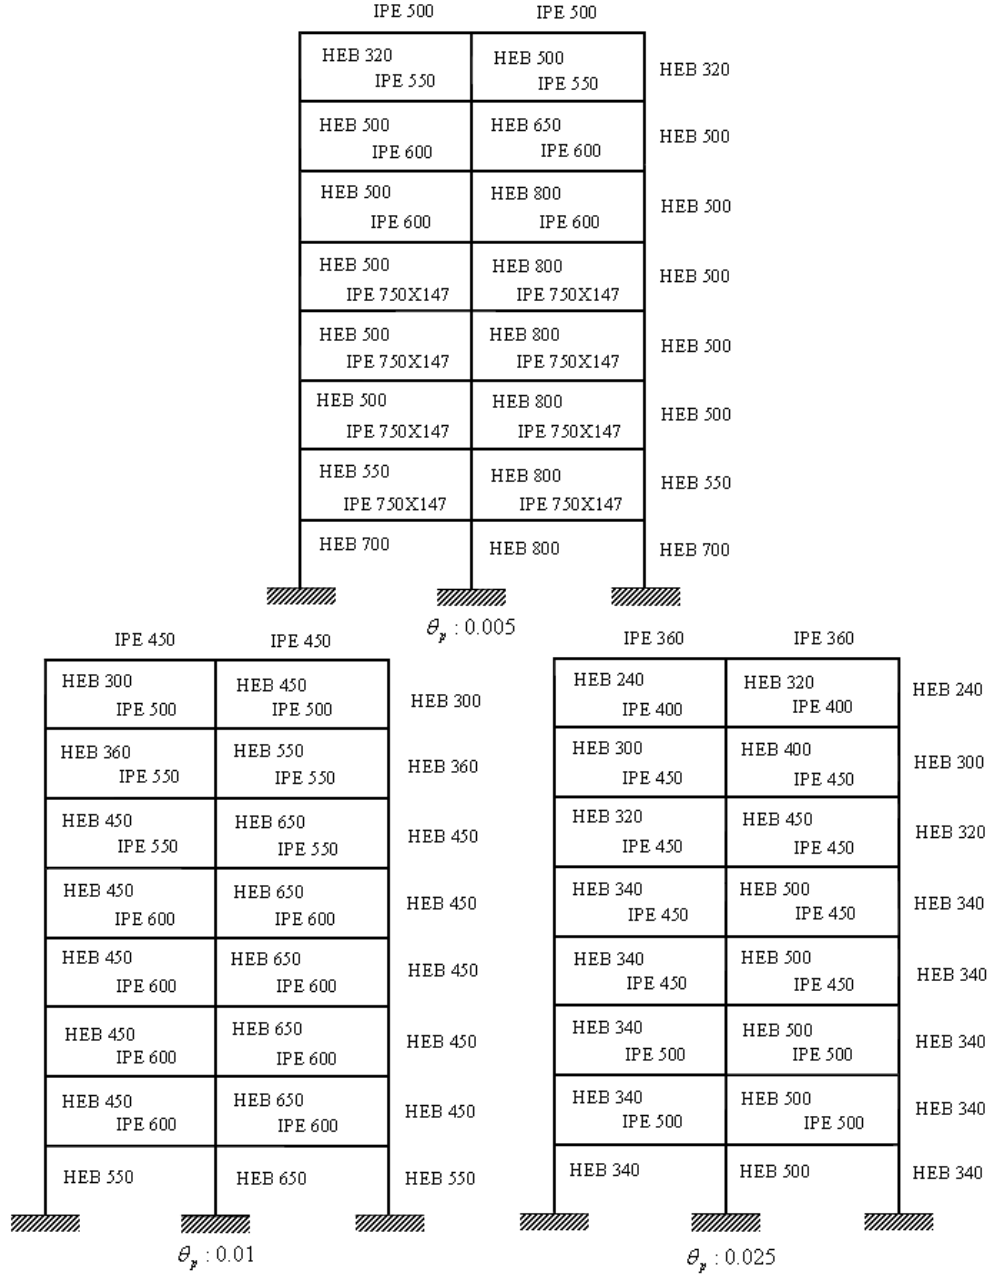 IPE 500 IPE 500
HEB 320 HEB 500 HEB 320
IPE 550 IPE 550
HEB 500 HEB 650 HEB 500
IPE 600 IPE 600
HEB 500 HEB 800 HEB 500
IPE 600 IPE 600
HEB 500 HEB 800 HEB 500
IPE 750X147 IPE 750X147
HEB 500 HEB 800 HEB 500
IPE 750X147 IPE 750X147
HEB 500 HEB 800 HEB 500
IPE 750X147 IPE 750X147
HEB 550 HEB 800 HEB 550
IPE 750X147 IPE 750X147
HEB 700 HEB 800 HEB 700
θp : 0.005
IPE 450 IPE 450
HEB 300 HEB 450 HEB 300
IPE 500 IPE 500
HEB 360 HEB 550 HEB 360
IPE 550 IPE 550
HEB 450 HEB 650 HEB 450
IPE 550 IPE 550
HEB 450 HEB 650 HEB 450
IPE 600 IPE 600
HEB 450 HEB 650 HEB 450
IPE 600 IPE 600
HEB 450 HEB 650 HEB 450
IPE 600 IPE 600
HEB 450 HEB 650 HEB 450
IPE 600 IPE 600
HEB 550 HEB 650 HEB 550
θp : 0.01
IPE 360 IPE 360
HEB 240 HEB 320 HEB 240
IPE 400 IPE 400
HEB 300 HEB 400 HEB 300
IPE 450 IPE 450
HEB 320 HEB 450 HEB 320
IPE 450 IPE 450
HEB 340 HEB 500 HEB 340
IPE 450 IPE 450
HEB 340 HEB 500 HEB 340
IPE 450 IPE 450
HEB 340 HEB 500 HEB 340
IPE 500 IPE 500
HEB 340 HEB 500 HEB 340
IPE 500 IPE 500
HEB 340 HEB 500 HEB 340
θp : 0.025